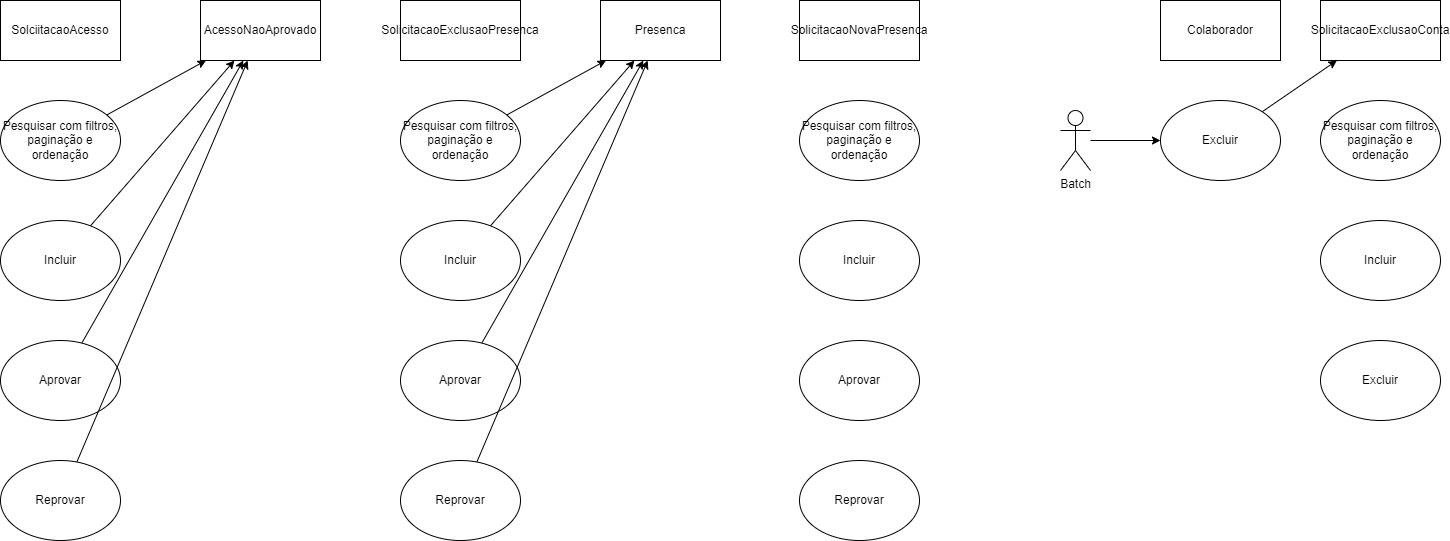 SolciitacaoAcesso
AcessoNaoAprovado
SolicitacaoExclusaoPresenca
Presenca
SolicitacaoNovaPresenca
Colaborador
SolicitacaoExclusaoConta
Pesquisar com filtros,
paginação e
ordenação
Pesquisar com filtros,
paginação e
ordenação
Pesquisar com filtros,
paginação e
ordenação
Batch
Excluir
Pesquisar com filtros,
paginação e
ordenação
Incluir
Incluir
Incluir
Incluir
Aprovar
Aprovar
Aprovar
Excluir
Reprovar
Reprovar
Reprovar